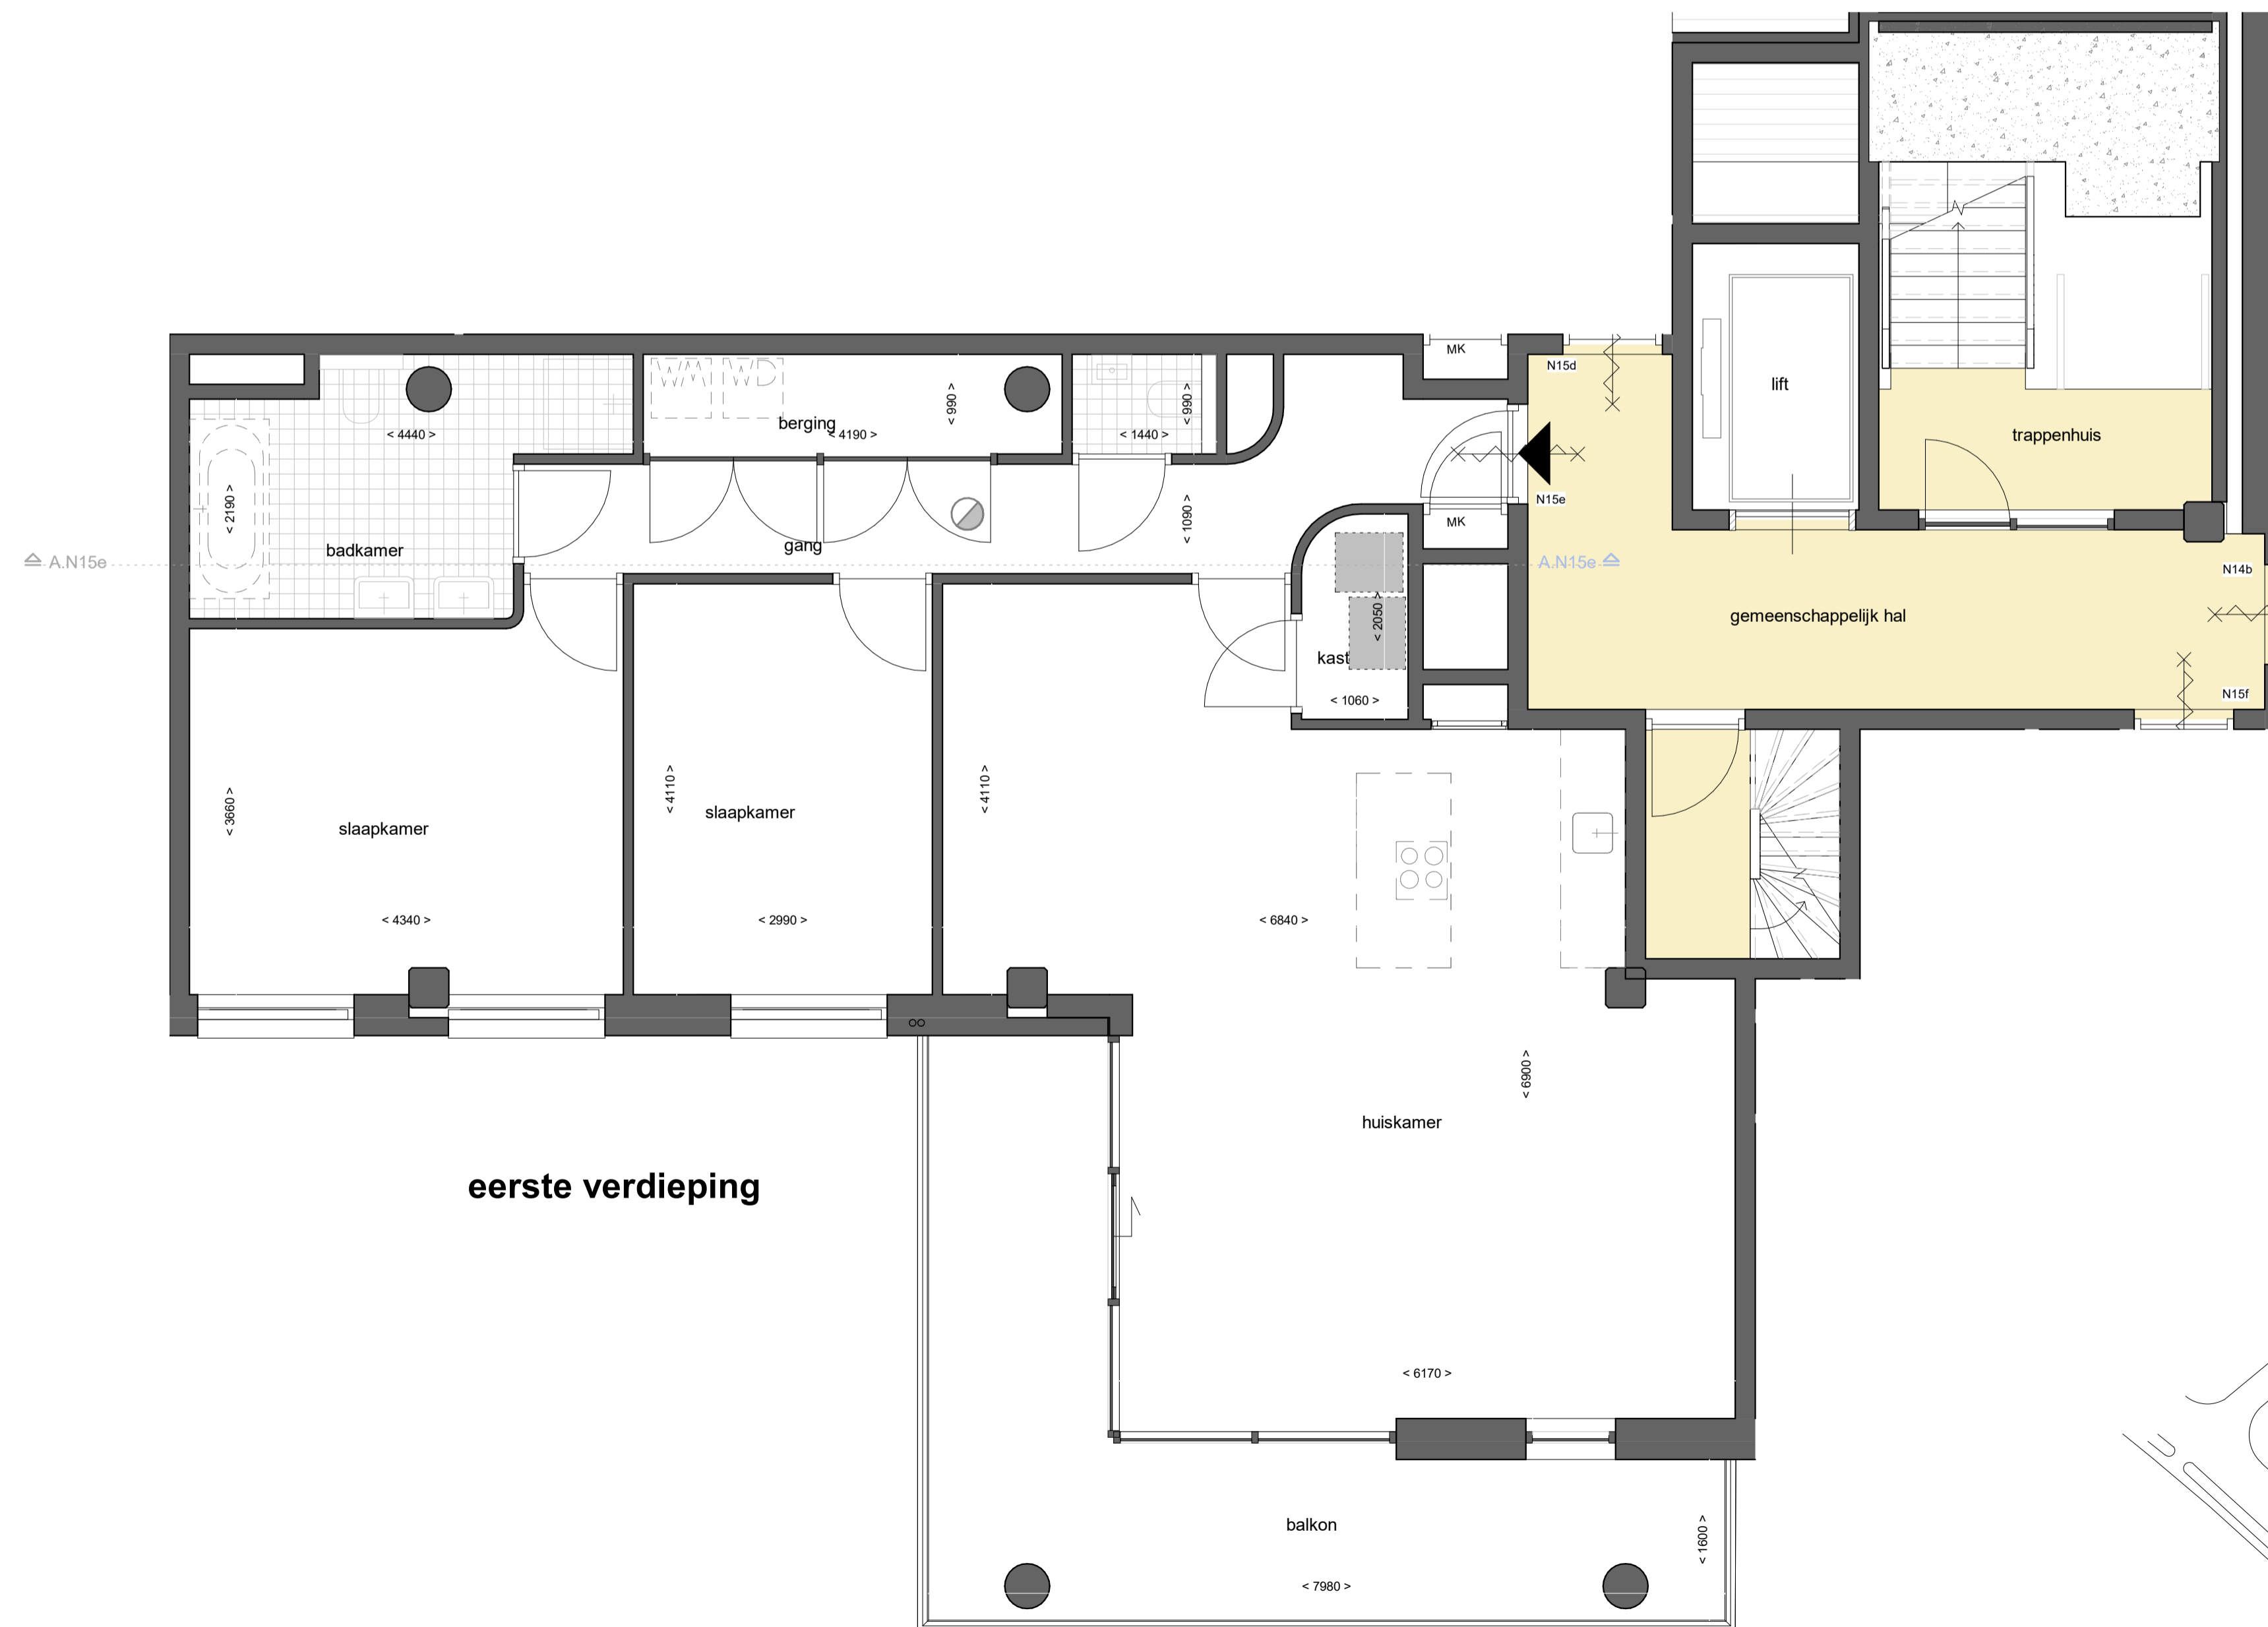 MK
N15d
lift
< 990 >
< 990 >
berging
< 4440 >
< 4190 >
< 1440 >
trappenhuis
WM
WD
N15e
< 2190 >
< 1090 >
MK
gang
badkamer
A.N15e
A.N15e
N14b
< 2050 >
gemeenschappelijk hal
kast
N15f
< 1060 >
< 3660 >
< 4110 >
< 4110 >
slaapkamer
slaapkamer
< 4340 >
< 2990 >
< 6840 >
< 6900 >
huiskamer
eerste verdieping
< 6170 >
balkon
< 1600 >
< 7980 >